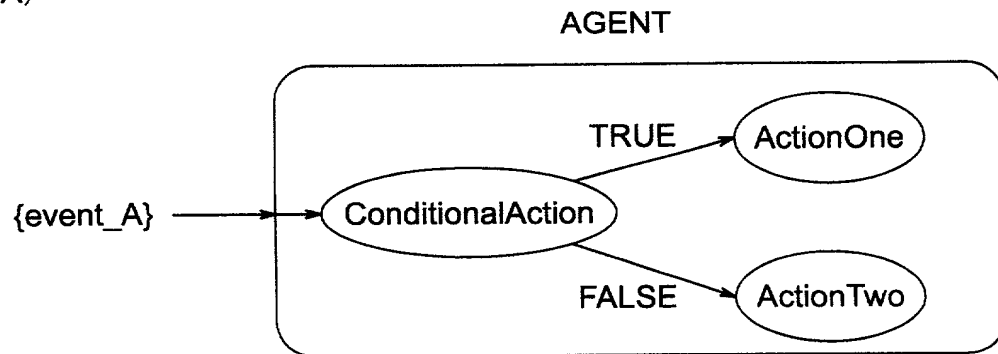 A)
AGENT
TRUE
ActionOne
{event_A}
ConditionalAction
FALSE
ActionTwo